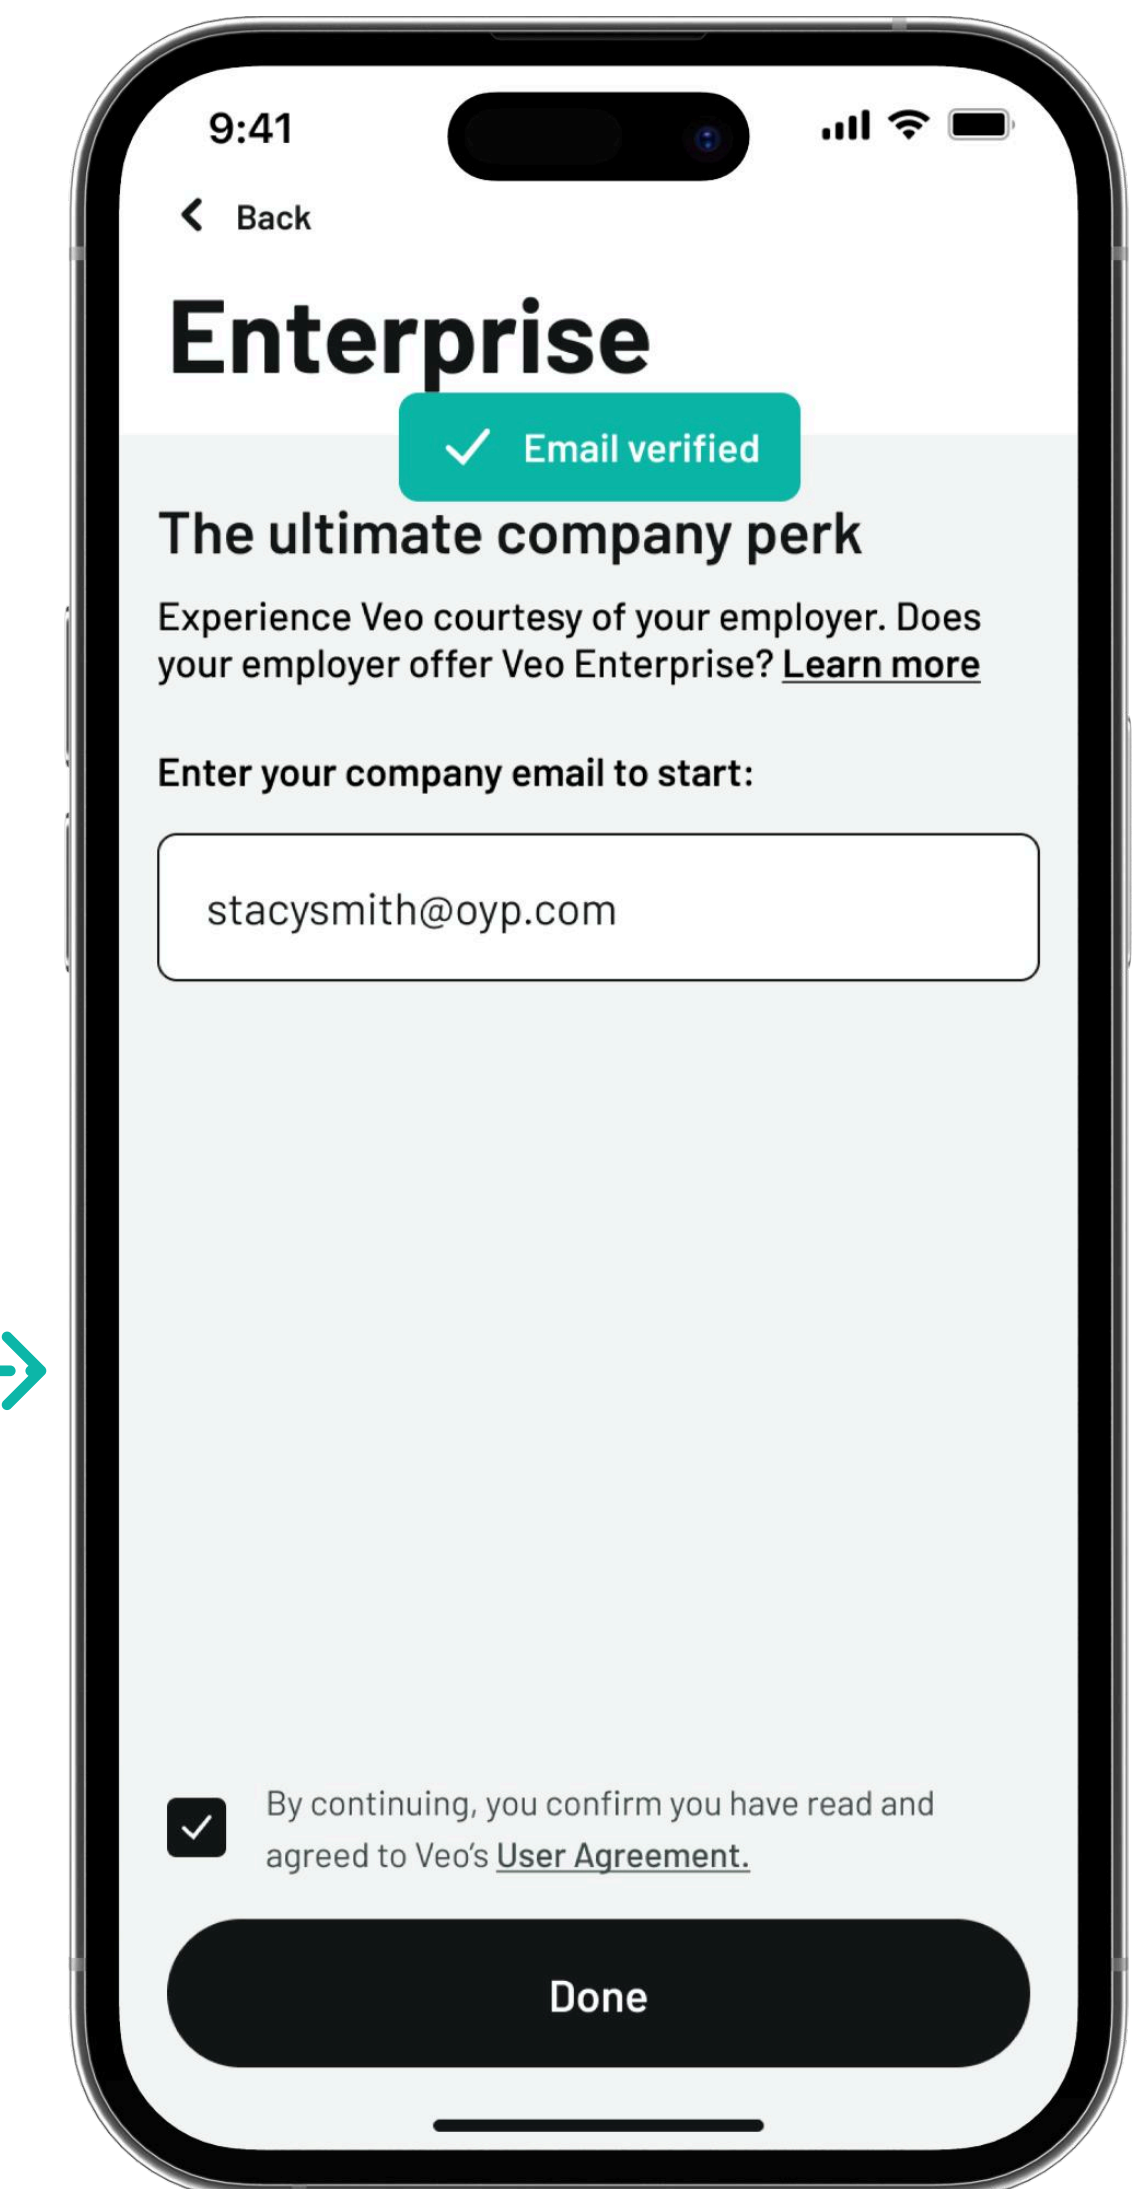 9:41
Back
Enterprise
Email verified
The ultimate company perk
Experience Veo courtesy of your employer. Does
your employer offer Veo Enterprise? Learn more
Enter your company email to start:
stacysmith@oyp.com
By continuing, you confirm you have read and
agreed to Veo’s User Agreement.
Done